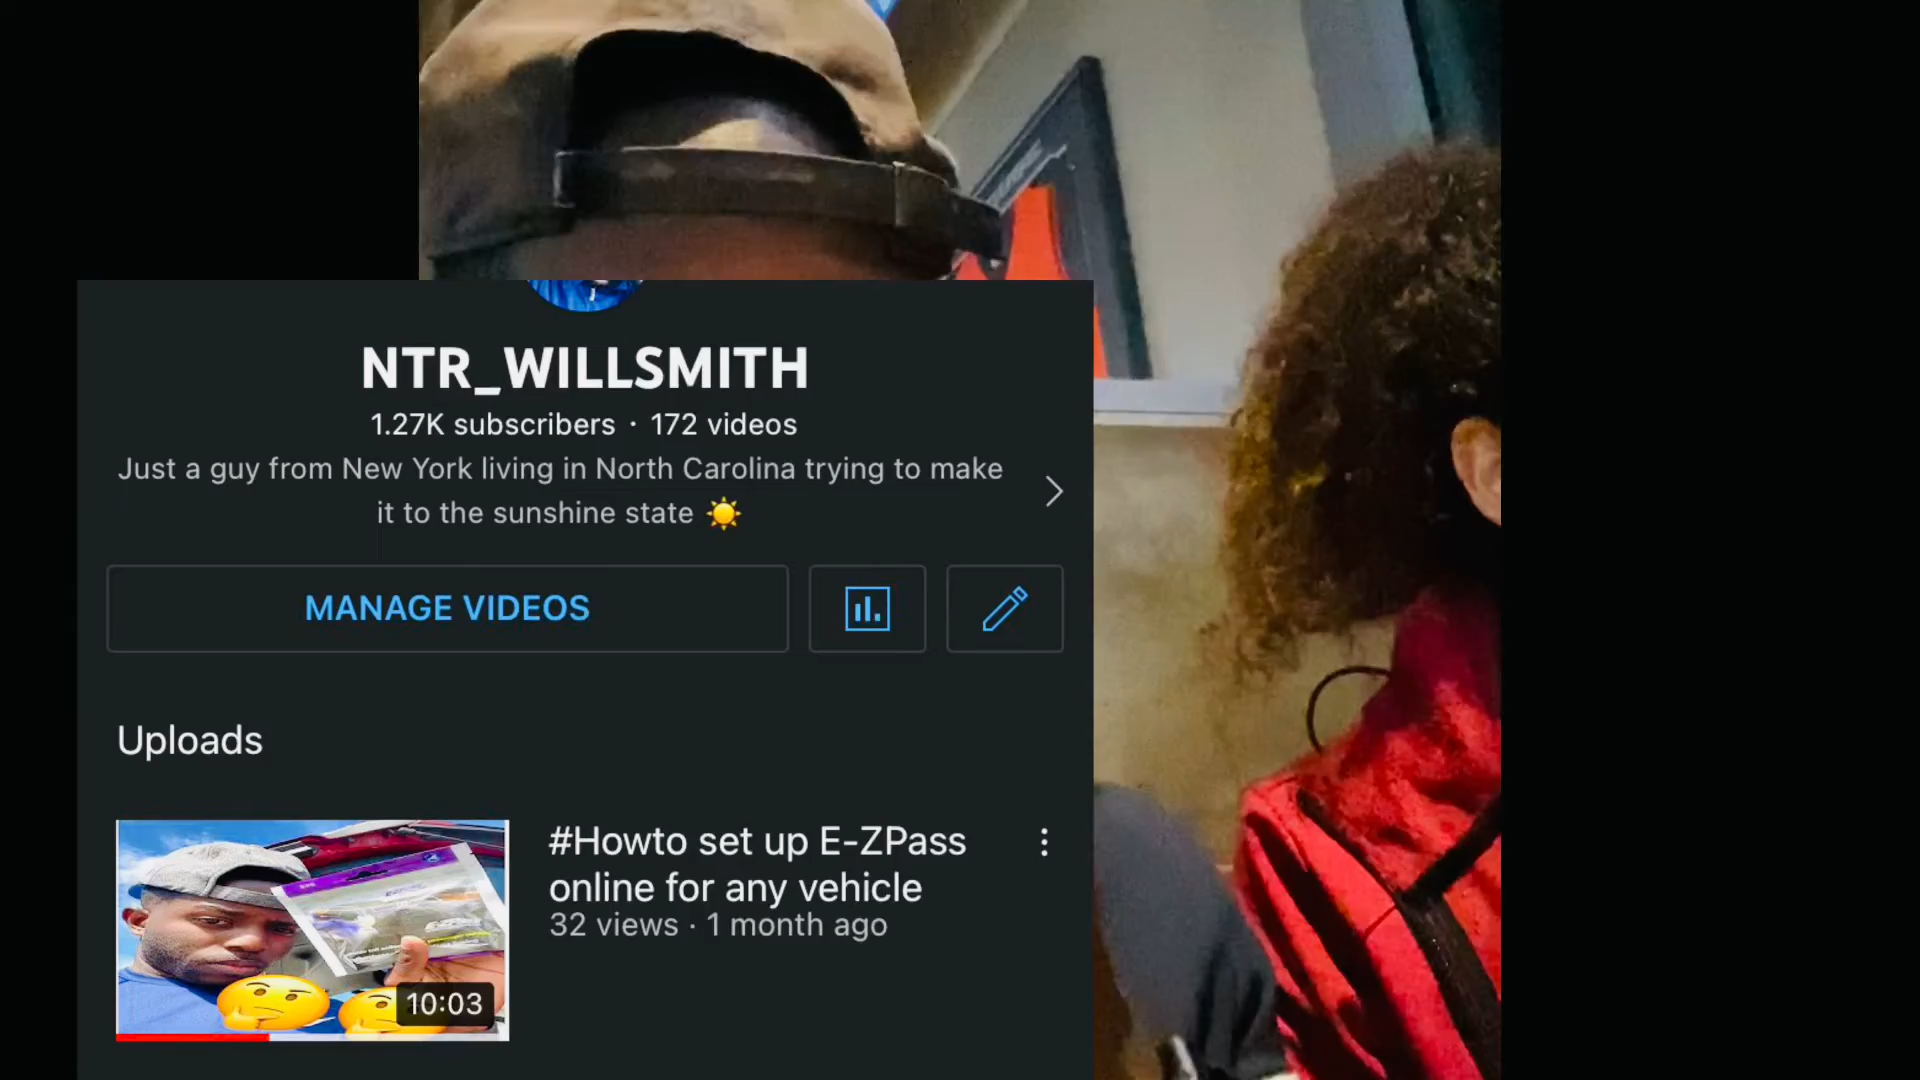 NTR_WILLSMITH
1.27K subscribers · 172 videos
Just a guy from New York living in North Carolina trying to make
it to the sunshine state ☀️
MANAGE VIDEOS
Uploads
#Howto set up E-ZPass
online for any vehicle
32 views · 1 month ago
10:03